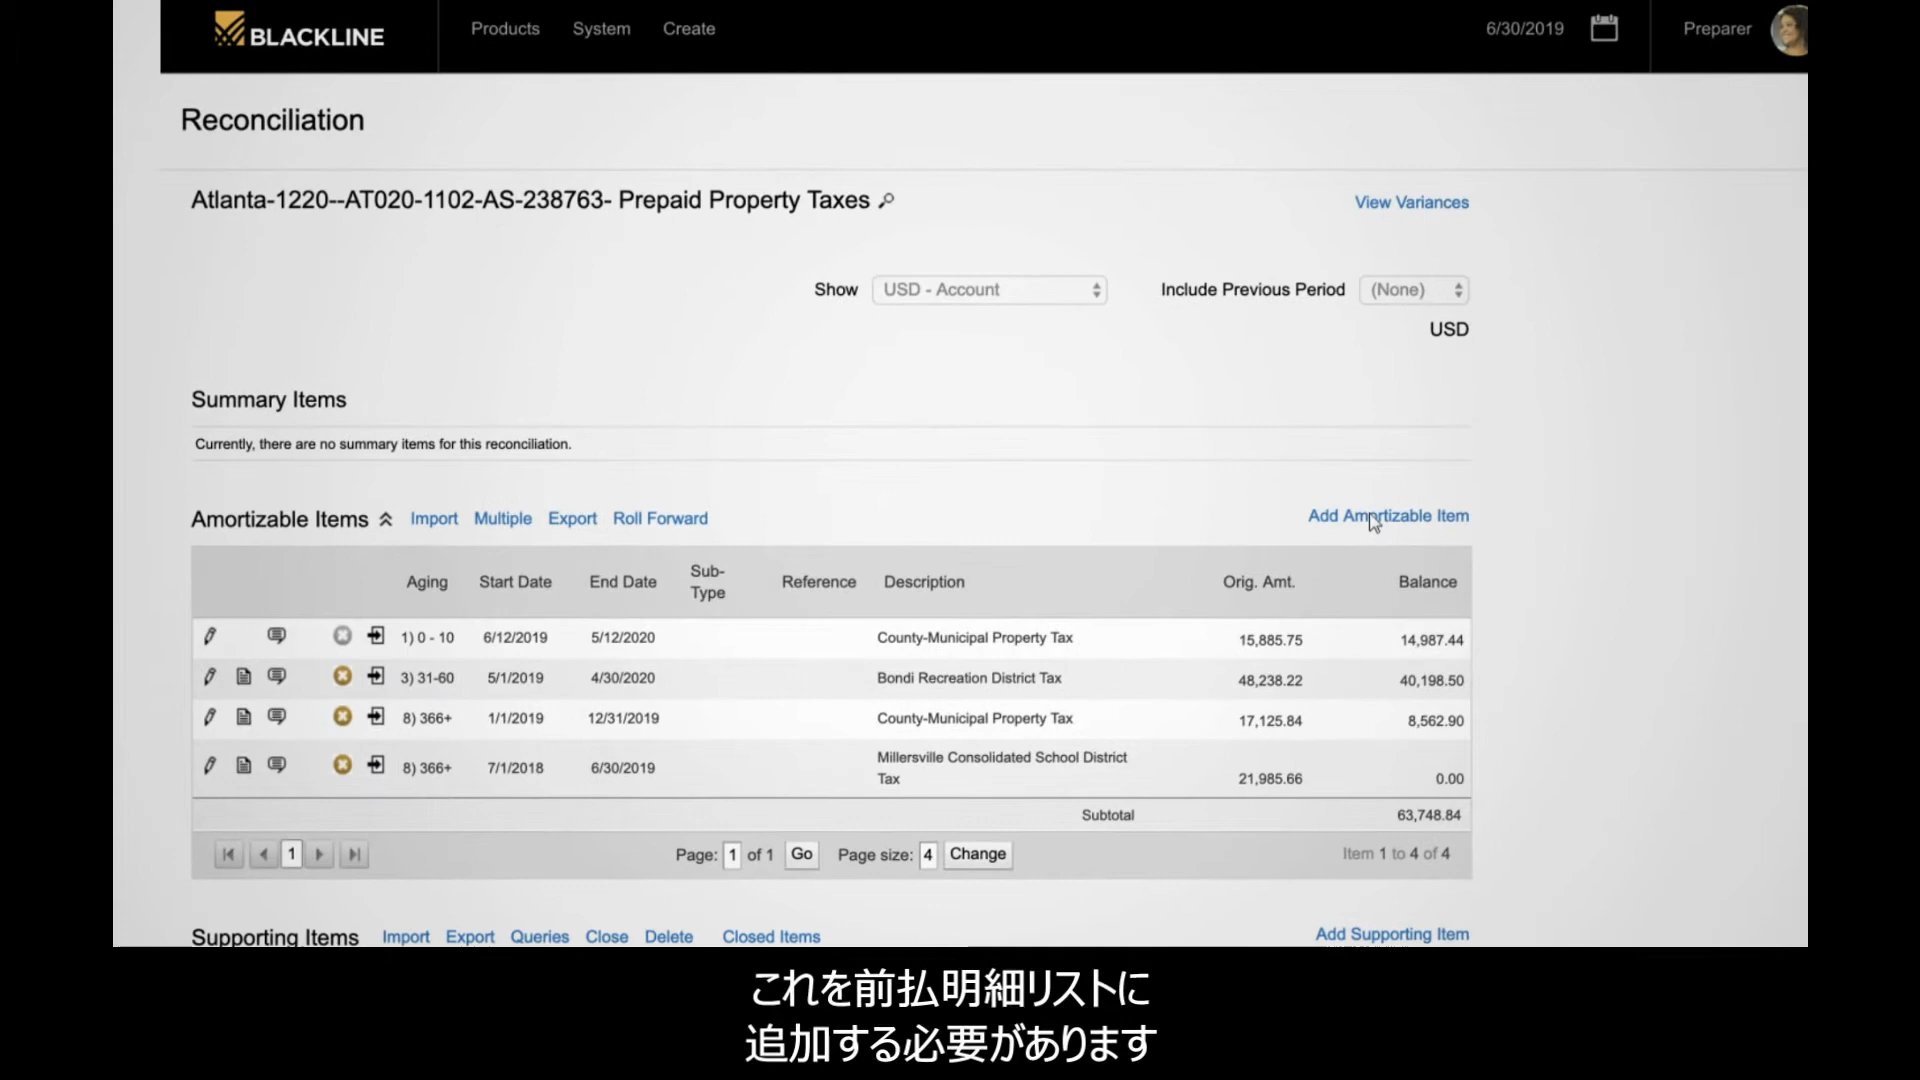 BLACKLINE
Products System Create 6/30/2019 Preparer
Reconciliation
Atlanta-1220--AT020-1102-AS-238763- Prepaid Property Taxes View Variances
Show USD - Account Include Previous Period (None)
USD
Summary Items
Currently, there are no summary items for this reconciliation.
Amortizable Items Import Multiple Export Roll Forward Add Amortizable Item
Aging Start Date End Date Sub-Type Reference Description Orig. Amt. Balance
1) 0 - 10 6/12/2019 5/12/2020 County-Municipal Property Tax 15,885.75 14,987.44
3) 31-60 5/1/2019 4/30/2020 Bondi Recreation District Tax 48,238.22 40,198.50
8) 366+ 1/1/2019 12/31/2019 County-Municipal Property Tax 17,125.84 8,562.90
8) 366+ 7/1/2018 6/30/2019 Millersville Consolidated School District Tax 21,985.66 0.00
Subtotal 63,748.84
1 Page: 1 of 1 Go Page size: 4 Change Item 1 to 4 of 4
Supporting Items Import Export Queries Close Delete Closed Items Add Supporting Item
これを前払明細リストに
追加する必要があります